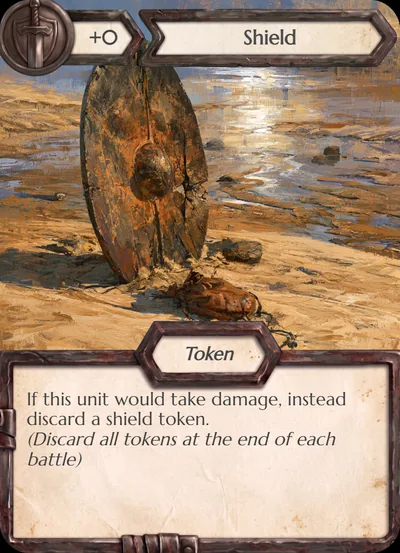 +0
Shield
Token
If this unit would take damage, instead
discard a shield token.
(Discard all tokens at the end of each
battle)